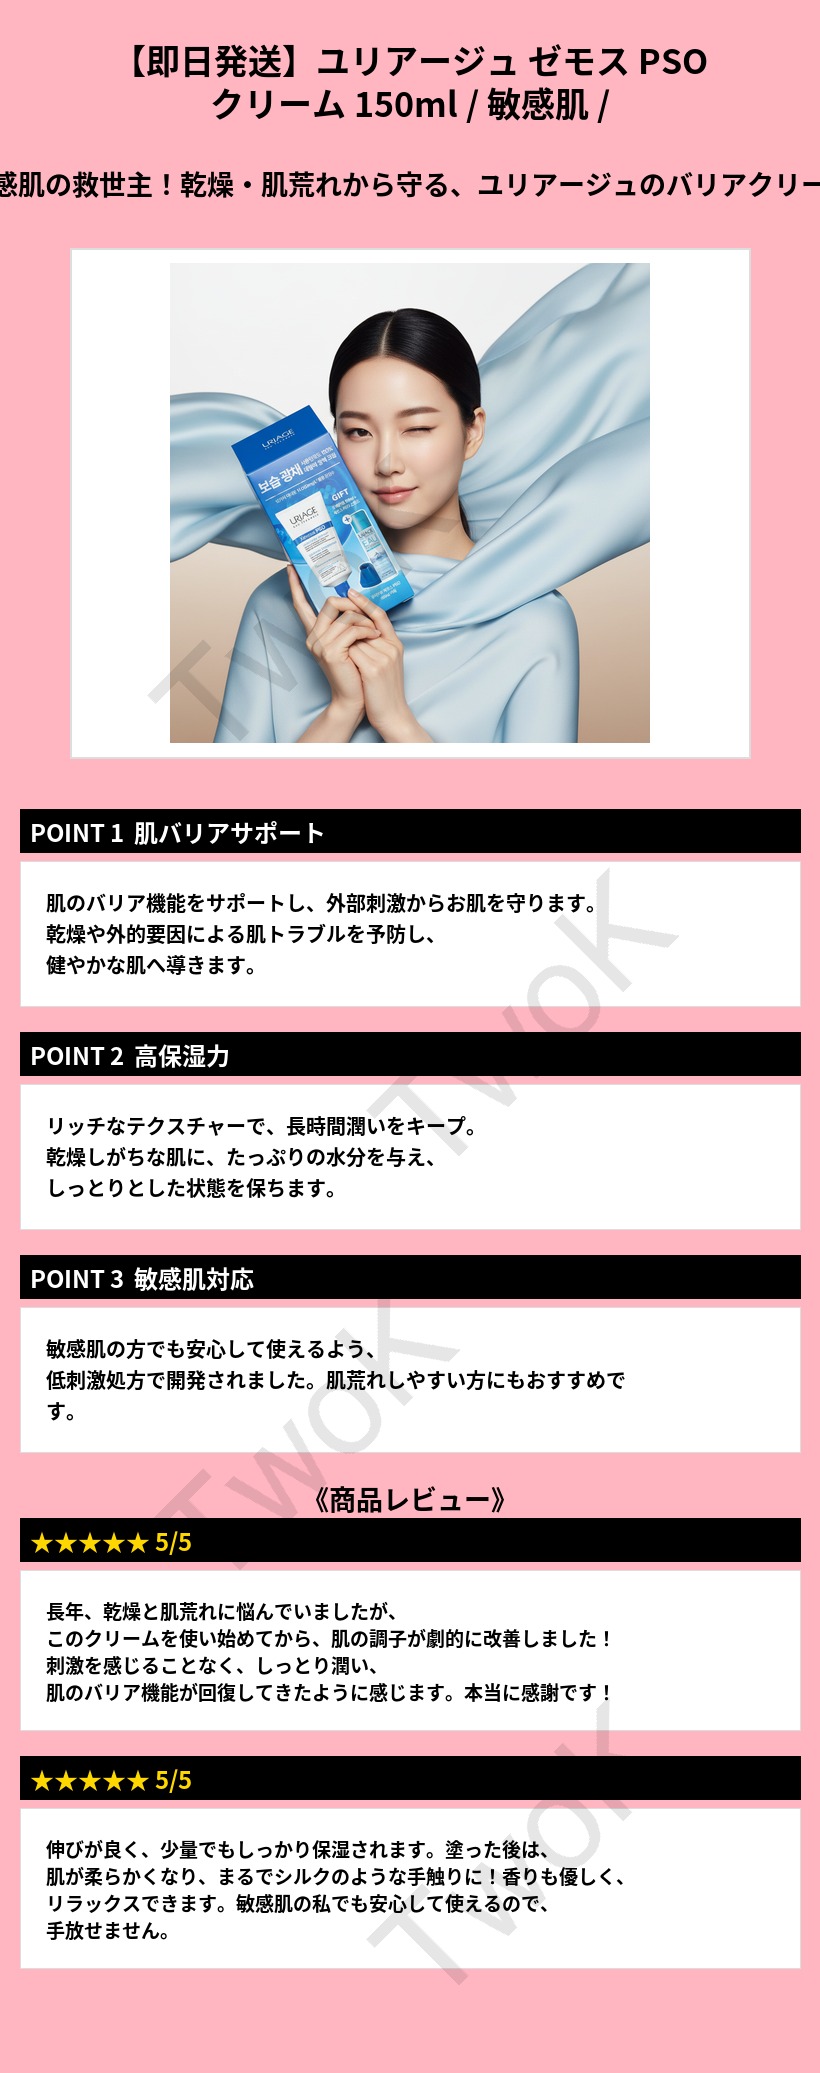 【即日発送】ユリアージュ ゼモス PSO
クリーム 150ml / 敏感肌 /
感肌の救世主！乾燥・肌荒れから守る、ユリアージュのバリアクリー
URIAGE
보습광채
GIFT
URIAGE
Xémose PSO
TwoK
POINT 1 肌バリアサポート
肌のバリア機能をサポートし、外部刺激からお肌を守ります。
乾燥や外的要因による肌トラブルを予防し、
健やかな肌へ導きます。
TwoK
POINT 2 高保湿力
リッチなテクスチャーで、長時間潤いをキープ。
乾燥しがちな肌に、たっぷりの水分を与え、
しっとりとした状態を保ちます。
POINT 3 敏感肌対応
敏感肌の方でも安心して使えるよう、
低刺激処方で開発されました。肌荒れしやすい方にもおすすめで
す。
TwoK
《商品レビュー》
★★★★★ 5/5
長年、乾燥と肌荒れに悩んでいましたが、
このクリームを使い始めてから、肌の調子が劇的に改善しました！
刺激を感じることなく、しっとり潤い、
肌のバリア機能が回復してきたように感じます。本当に感謝です！
★★★★★ 5/5
伸びが良く、少量でもしっかり保湿されます。塗った後は、
肌が柔らかくなり、まるでシルクのような手触りに！香りも優しく、
リラックスできます。敏感肌の私でも安心して使えるので、
手放せません。
TwoK